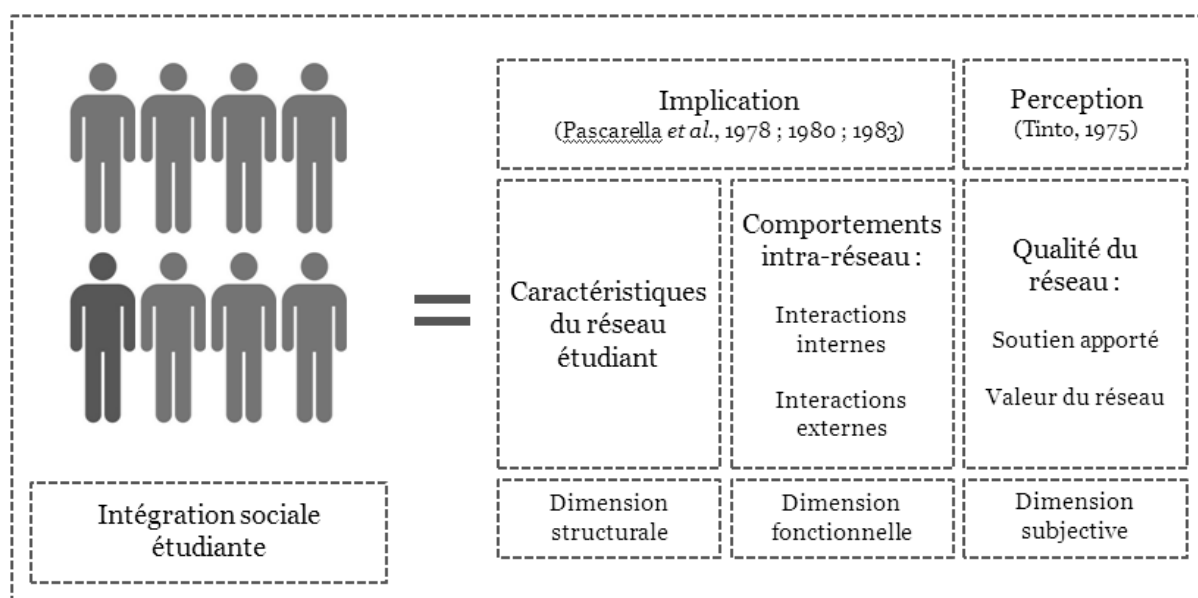 Implication
(Pascarella et al., 1978 ; 1980 ; 1983)
Perception
(Tinto, 1975)
Caractéristiques
du réseau
étudiant
Comportements
intra-réseau :
Interactions
internes
Interactions
externes
Qualité du
réseau :
Soutien apporté
Valeur du réseau
=
Intégration sociale
étudiante
Dimension
structurale
Dimension
fonctionnelle
Dimension
subjective